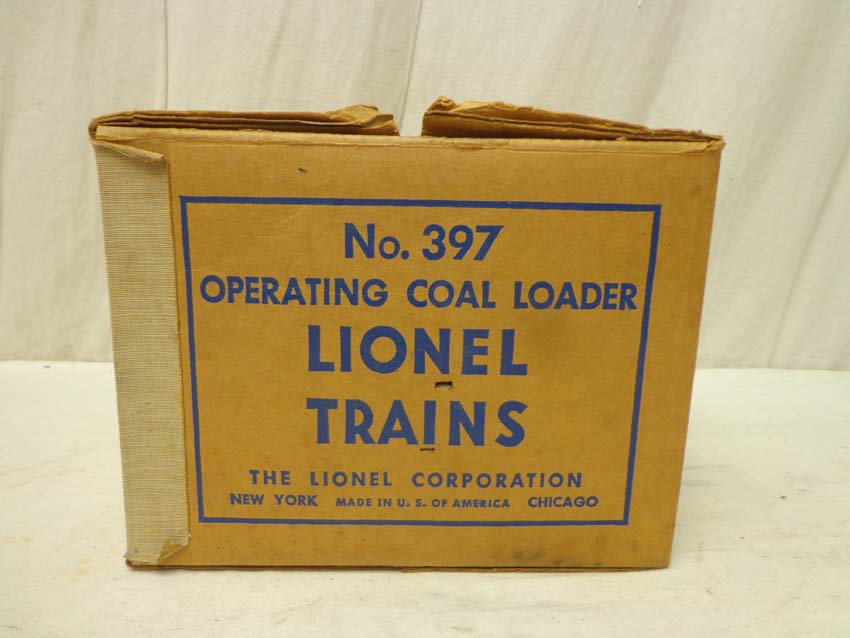 No. 397
OPERATING COAL LOADER
LIONEL
TRAINS
THE LIONEL CORPORATION
NEW YORK MADE IN U. S. OF AMERICA CHICAGO